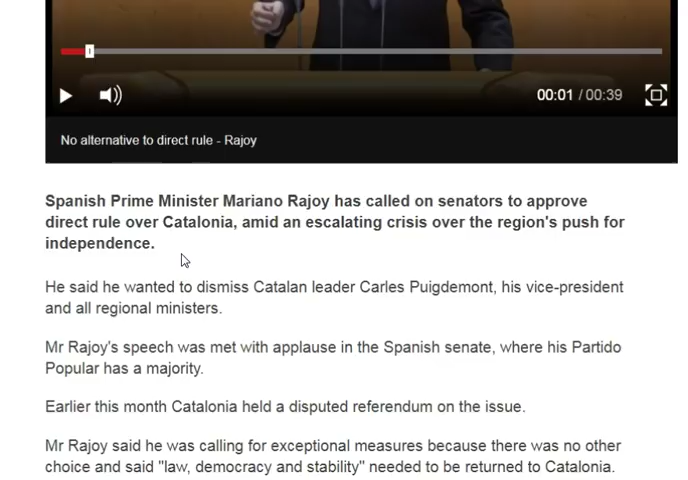 00:01 / 00:39
No alternative to direct rule - Rajoy
Spanish Prime Minister Mariano Rajoy has called on senators to approve
direct rule over Catalonia, amid an escalating crisis over the region's push for
independence.
He said he wanted to dismiss Catalan leader Carles Puigdemont, his vice-president
and all regional ministers.
Mr Rajoy's speech was met with applause in the Spanish senate, where his Partido
Popular has a majority.
Earlier this month Catalonia held a disputed referendum on the issue.
Mr Rajoy said he was calling for exceptional measures because there was no other
choice and said "law, democracy and stability" needed to be returned to Catalonia.